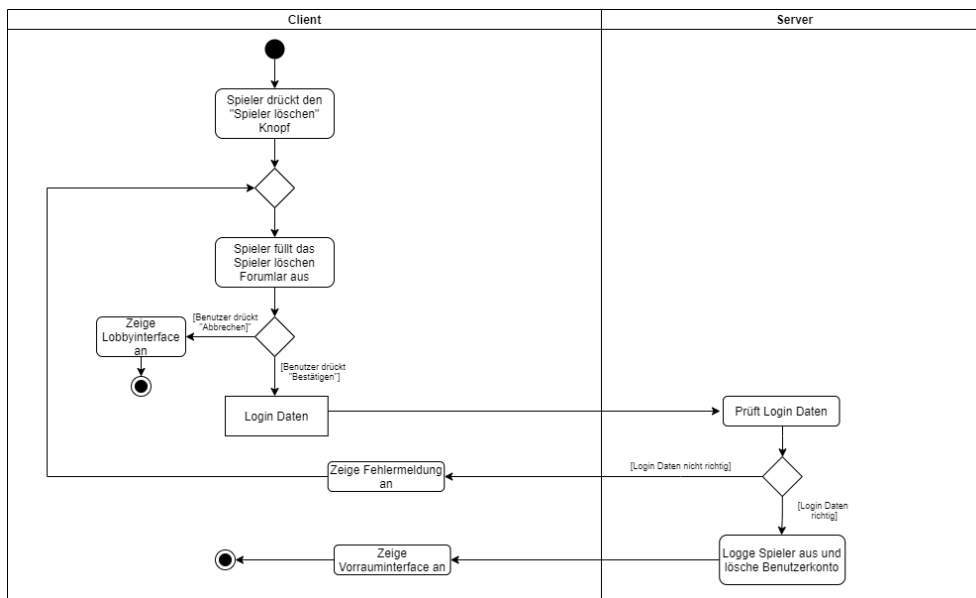 Client
Server
Spieler drückt den
"Spieler löschen"
Knopf
Spieler füllt das
Spieler löschen
Forumlar aus
[Benutzer drückt
"Abbrechen]"
Zeige
Lobbyinterface
an
[Benutzer drückt
"Bestätigen"]
Login Daten
Prüft Login Daten
[Login Daten nicht richtig]
Zeige Fehlermeldung
an
[Login Daten
richtig]
Logge Spieler aus und
lösche Benutzerkonto
Zeige
Vorrauminterface an